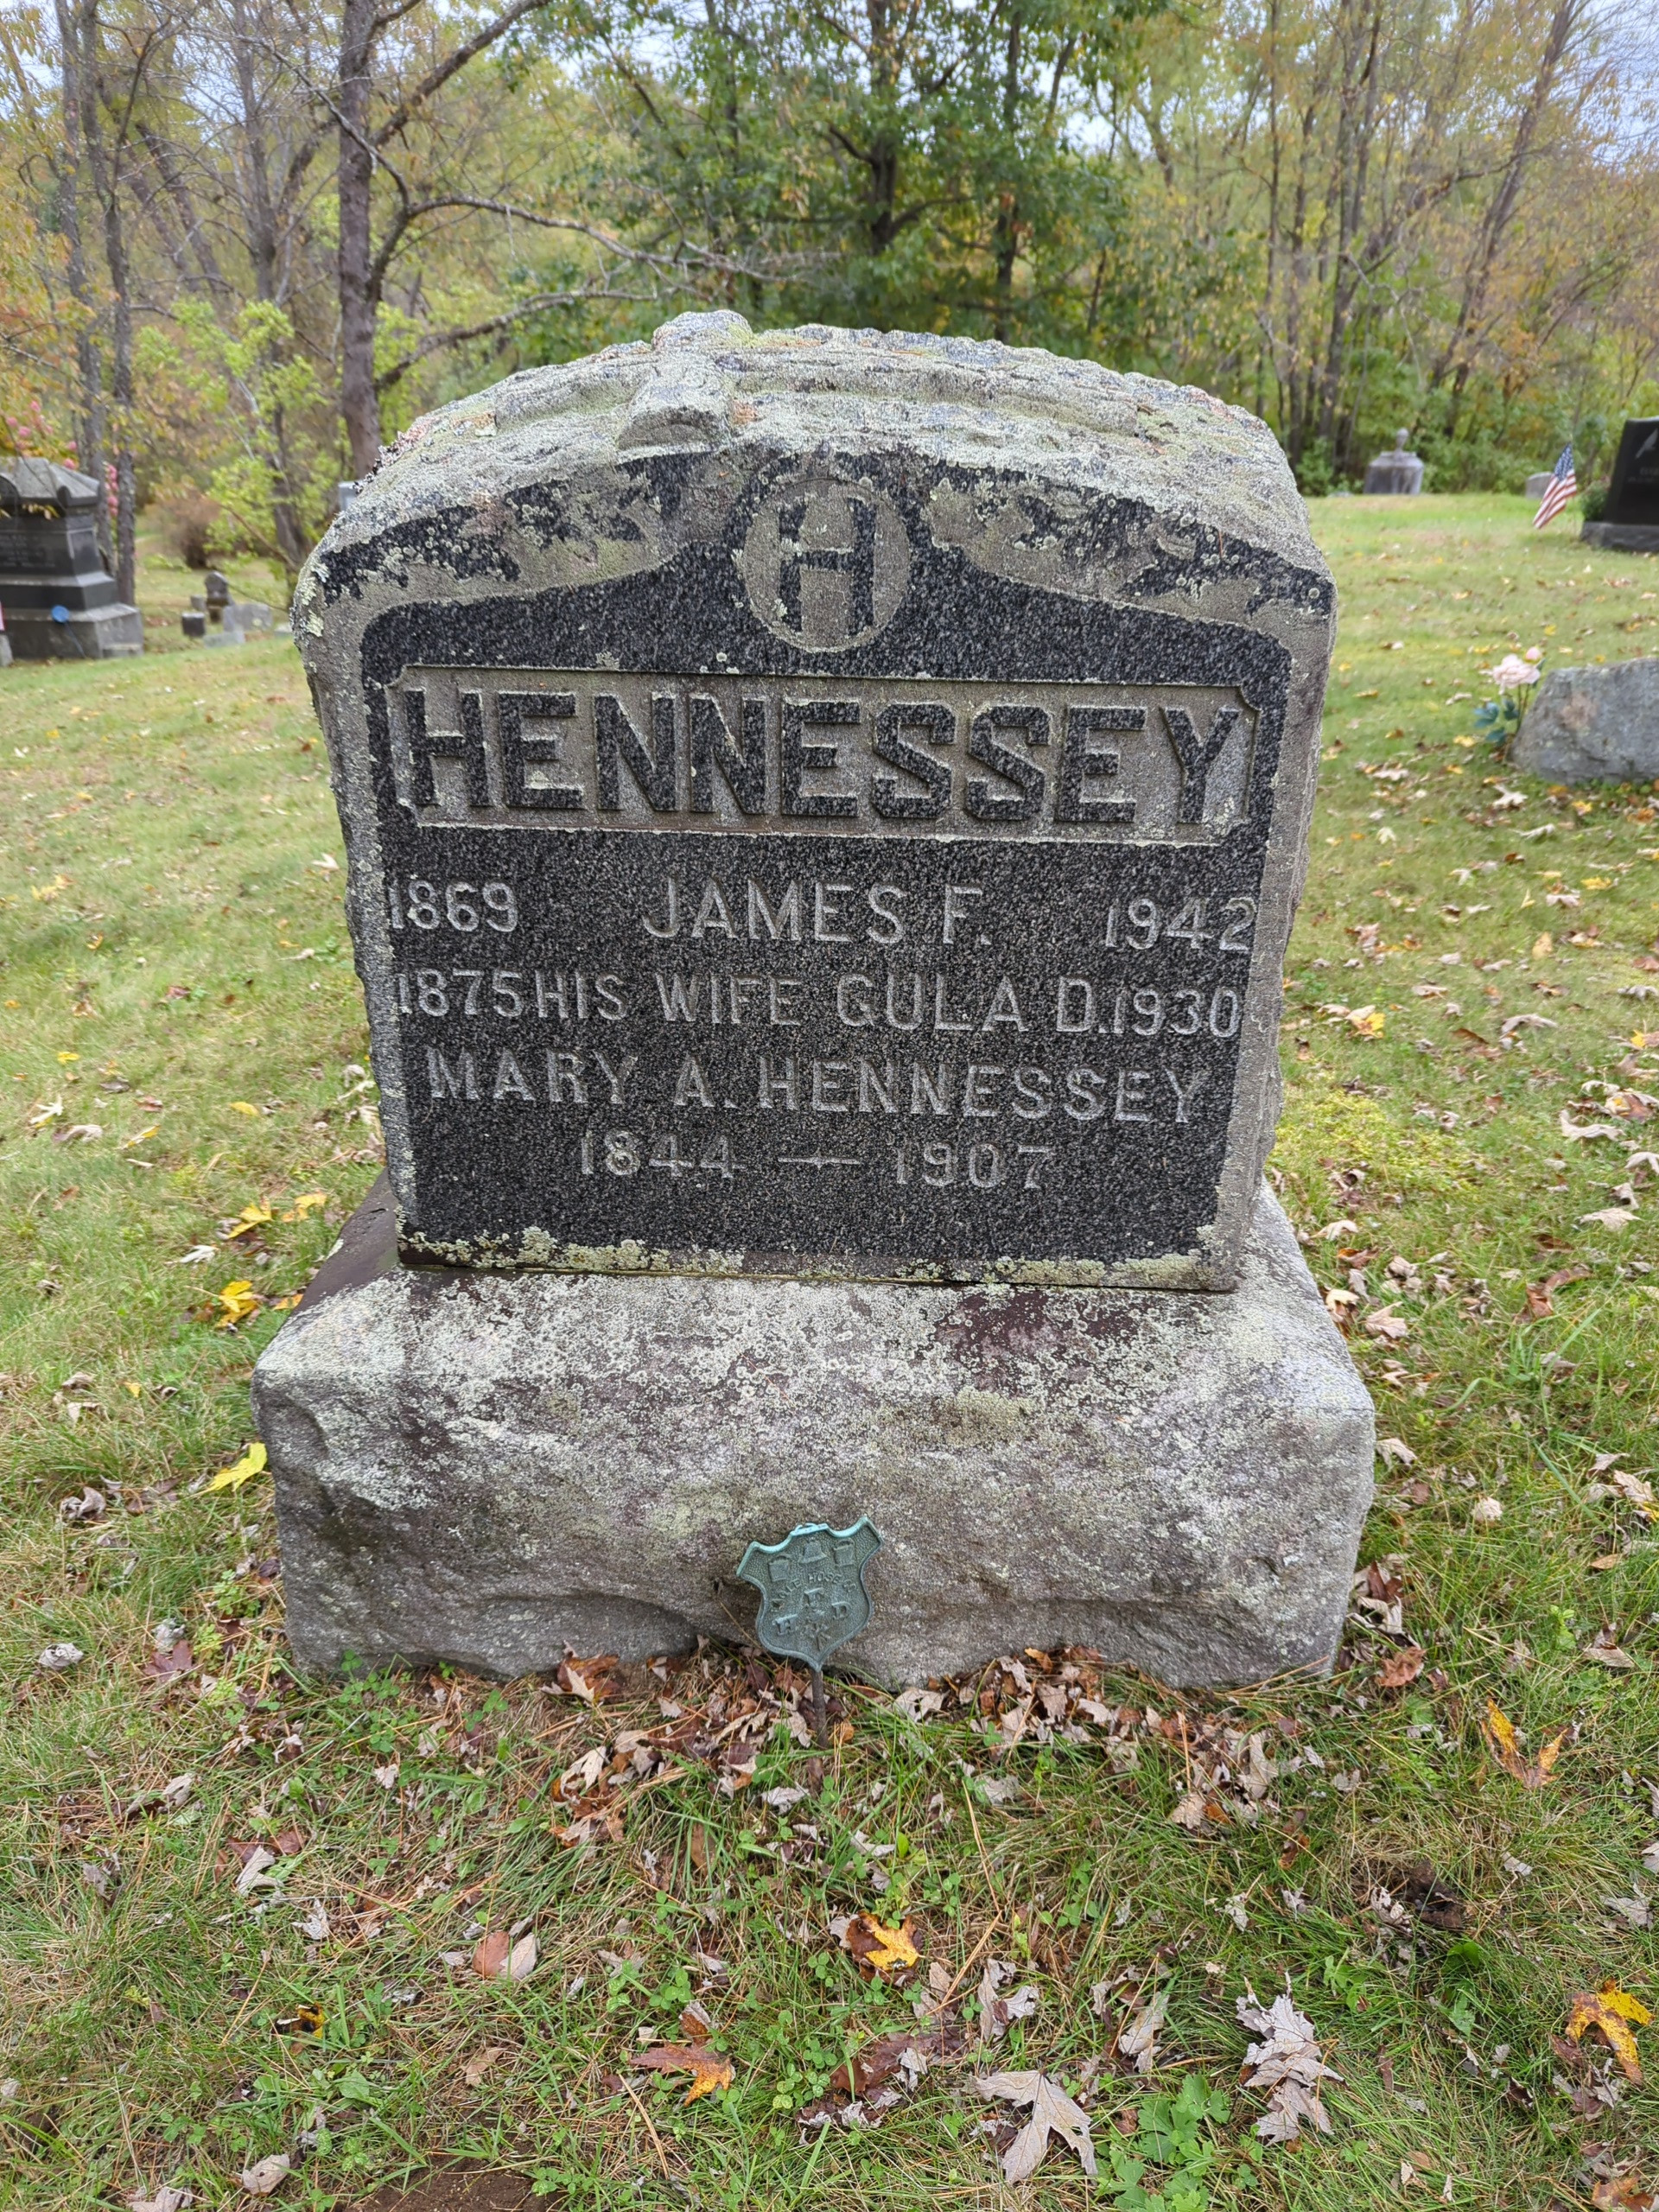 H
HENNESSEY
1869 JAMES F. 1942
1875 HIS WIFE GULA D. 1930
MARY A. HENNESSEY
1844 — 1907